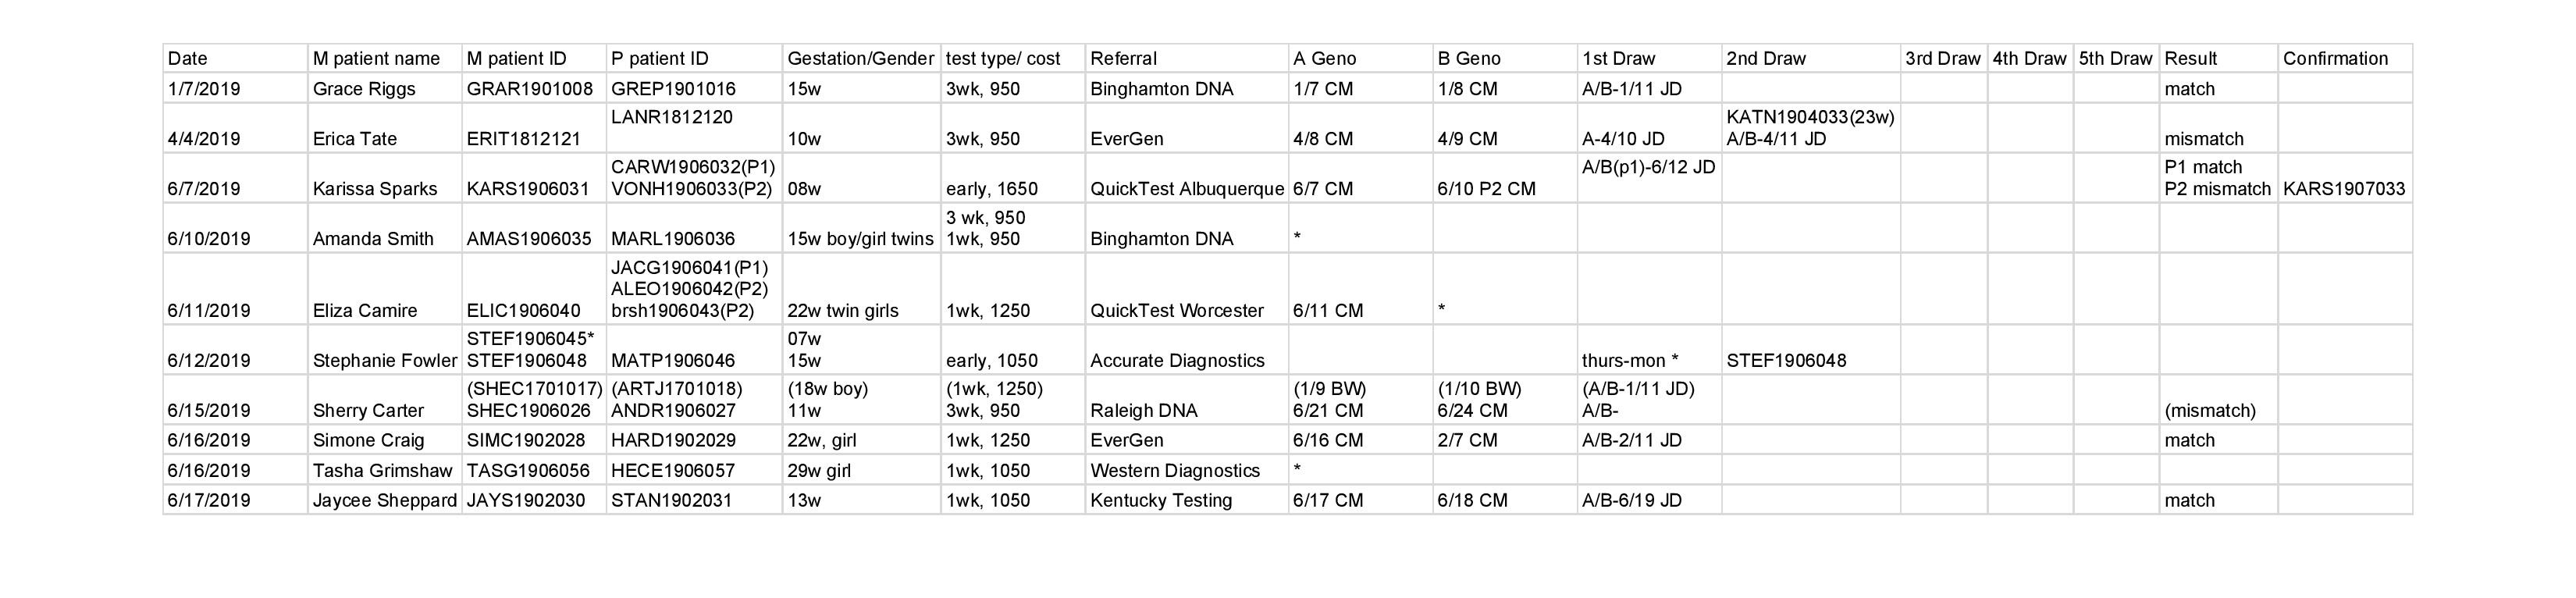 Date M patient name M patient ID P patient ID Gestation/Gender test type/ cost Referral A Geno B Geno 1st Draw 2nd Draw 3rd Draw 4th Draw 5th Draw Result Confirmation
1/7/2019 Grace Riggs GRAR1901008 GREP1901016 15w 3wk, 950 Binghamton DNA 1/7 CM 1/8 CM A/B-1/11 JD match
LANR1812120 KATN1904033(23w)
4/4/2019 Erica Tate ERIT1812121 10w 3wk, 950 EverGen 4/8 CM 4/9 CM A-4/10 JD A/B-4/11 JD mismatch
CARW1906032(P1) A/B(p1)-6/12 JD P1 match
6/7/2019 Karissa Sparks KARS1906031 VONH1906033(P2) 08w early, 1650 QuickTest Albuquerque 6/7 CM 6/10 P2 CM P2 mismatch KARS1907033
3 wk, 950
6/10/2019 Amanda Smith AMAS1906035 MARL1906036 15w boy/girl twins 1wk, 950 Binghamton DNA *
JACG1906041(P1)
ALEO1906042(P2)
6/11/2019 Eliza Camire ELIC1906040 brsh1906043(P2) 22w twin girls 1wk, 1250 QuickTest Worcester 6/11 CM *
STEF1906045* 07w
6/12/2019 Stephanie Fowler STEF1906048 MATP1906046 15w early, 1050 Accurate Diagnostics thurs-mon * STEF1906048
(SHEC1701017) (ARTJ1701018) (18w boy) (1wk, 1250) (1/9 BW) (1/10 BW) (A/B-1/11 JD)
6/15/2019 Sherry Carter SHEC1906026 ANDR1906027 11w 3wk, 950 Raleigh DNA 6/21 CM 6/24 CM A/B- (mismatch)
6/16/2019 Simone Craig SIMC1902028 HARD1902029 22w, girl 1wk, 1250 EverGen 6/16 CM 2/7 CM A/B-2/11 JD match
6/16/2019 Tasha Grimshaw TASG1906056 HECE1906057 29w girl 1wk, 1050 Western Diagnostics *
6/17/2019 Jaycee Sheppard JAYS1902030 STAN1902031 13w 1wk, 1050 Kentucky Testing 6/17 CM 6/18 CM A/B-6/19 JD match